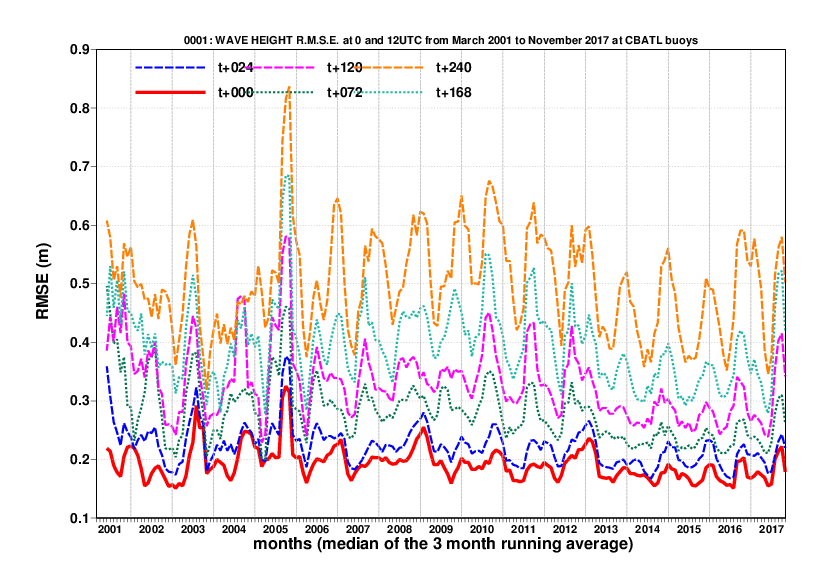 0001: WAVE HEIGHT R.M.S.E. at 0 and 12UTC from March 2001 to November 2017 at CBATL buoys
t+024 t+120 t+240
t+000 t+072 t+168
0.9
0.8
0.7
0.6
0.5
0.4
0.3
0.2
0.1
RMSE (m)
2001 2002 2003 2004 2005 2006 2007 2008 2009 2010 2011 2012 2013 2014 2015 2016 2017
months (median of the 3 month running average)